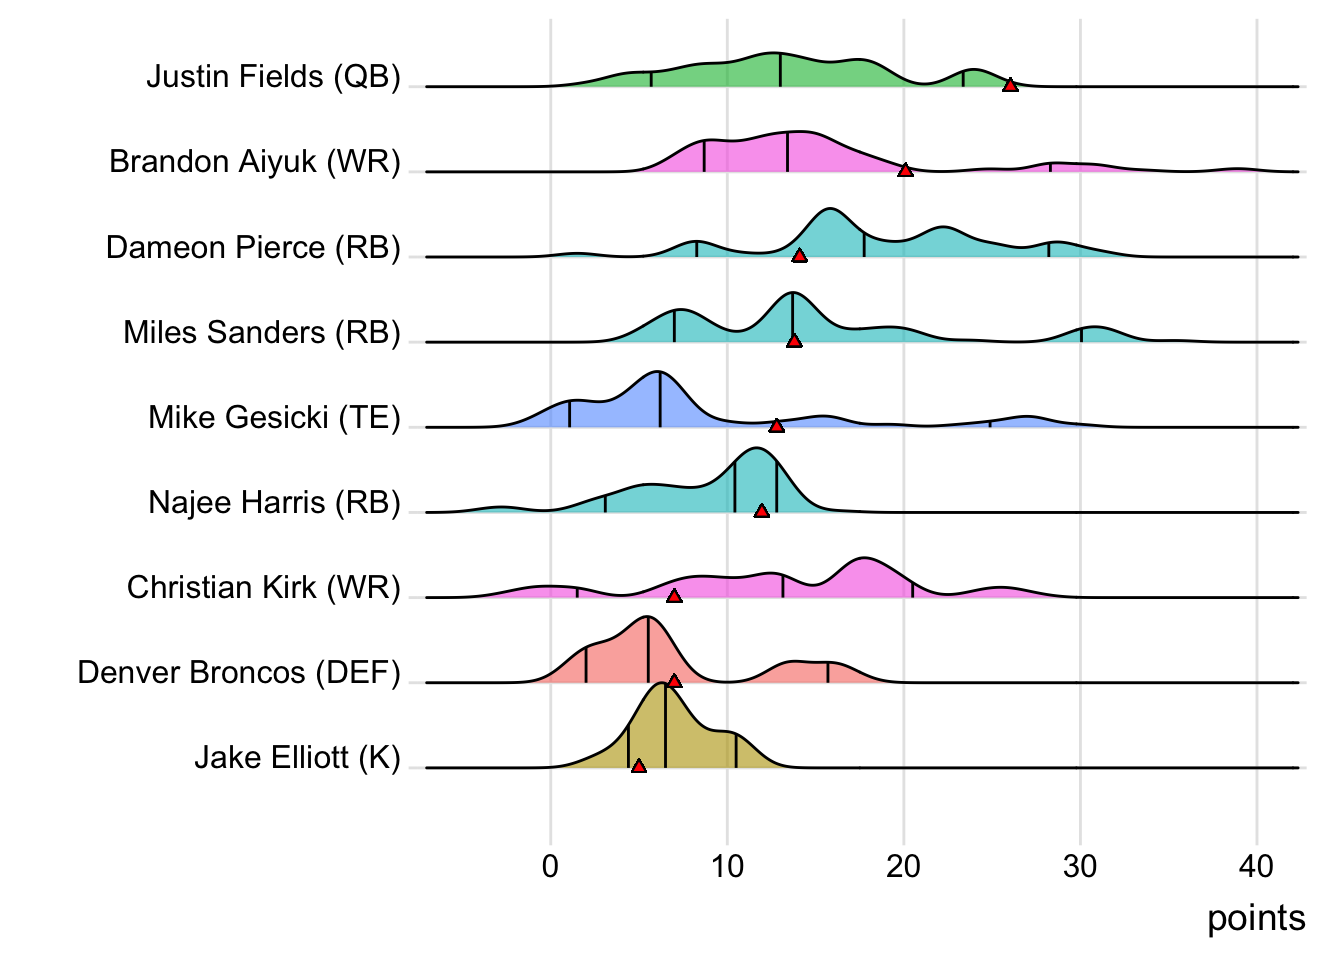 Justin Fields (QB)
Brandon Aiyuk (WR)
Dameon Pierce (RB)
Miles Sanders (RB)
Mike Gesicki (TE)
Najee Harris (RB)
Christian Kirk (WR)
Denver Broncos (DEF)
Jake Elliott (K)
0 10 20 30 40
points